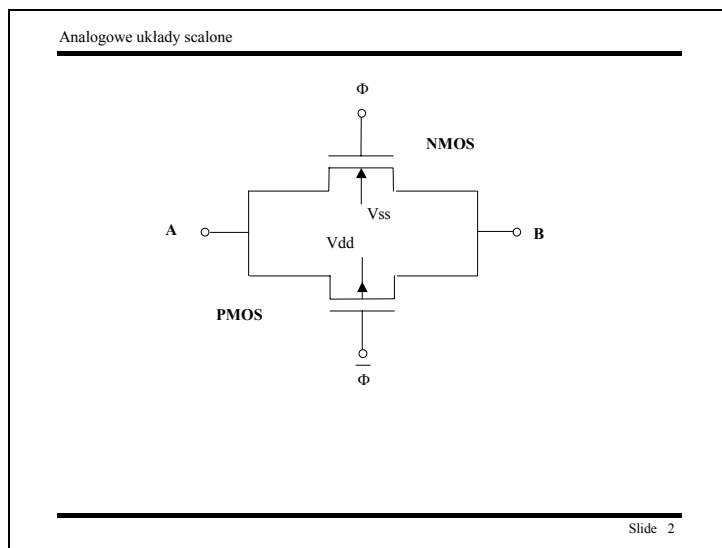 Analogowe układy scalone
Φ
NMOS
Vss
A
Vdd
B
PMOS
Φ̅
Slide 2